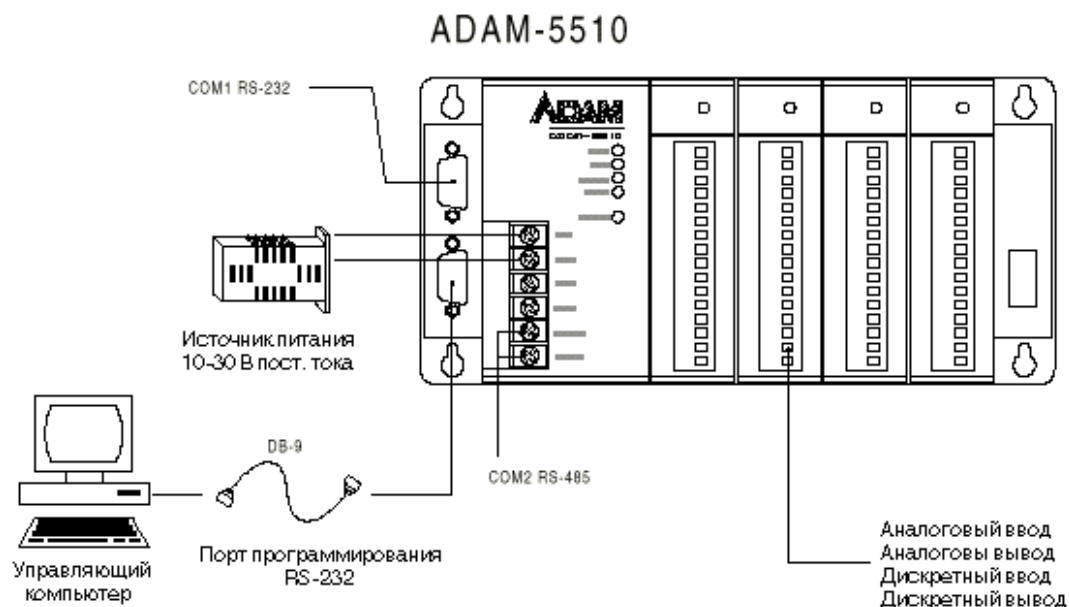 ADAM-5510
COM1 RS-232
ADAM
Источник питания
10-30 В пост. тока
DB-9
COM2 RS-485
Управляющий
компьютер
Порт программирования
RS-232
Аналоговый ввод
Аналоговы вывод
Дискретный ввод
Дискретный вывод